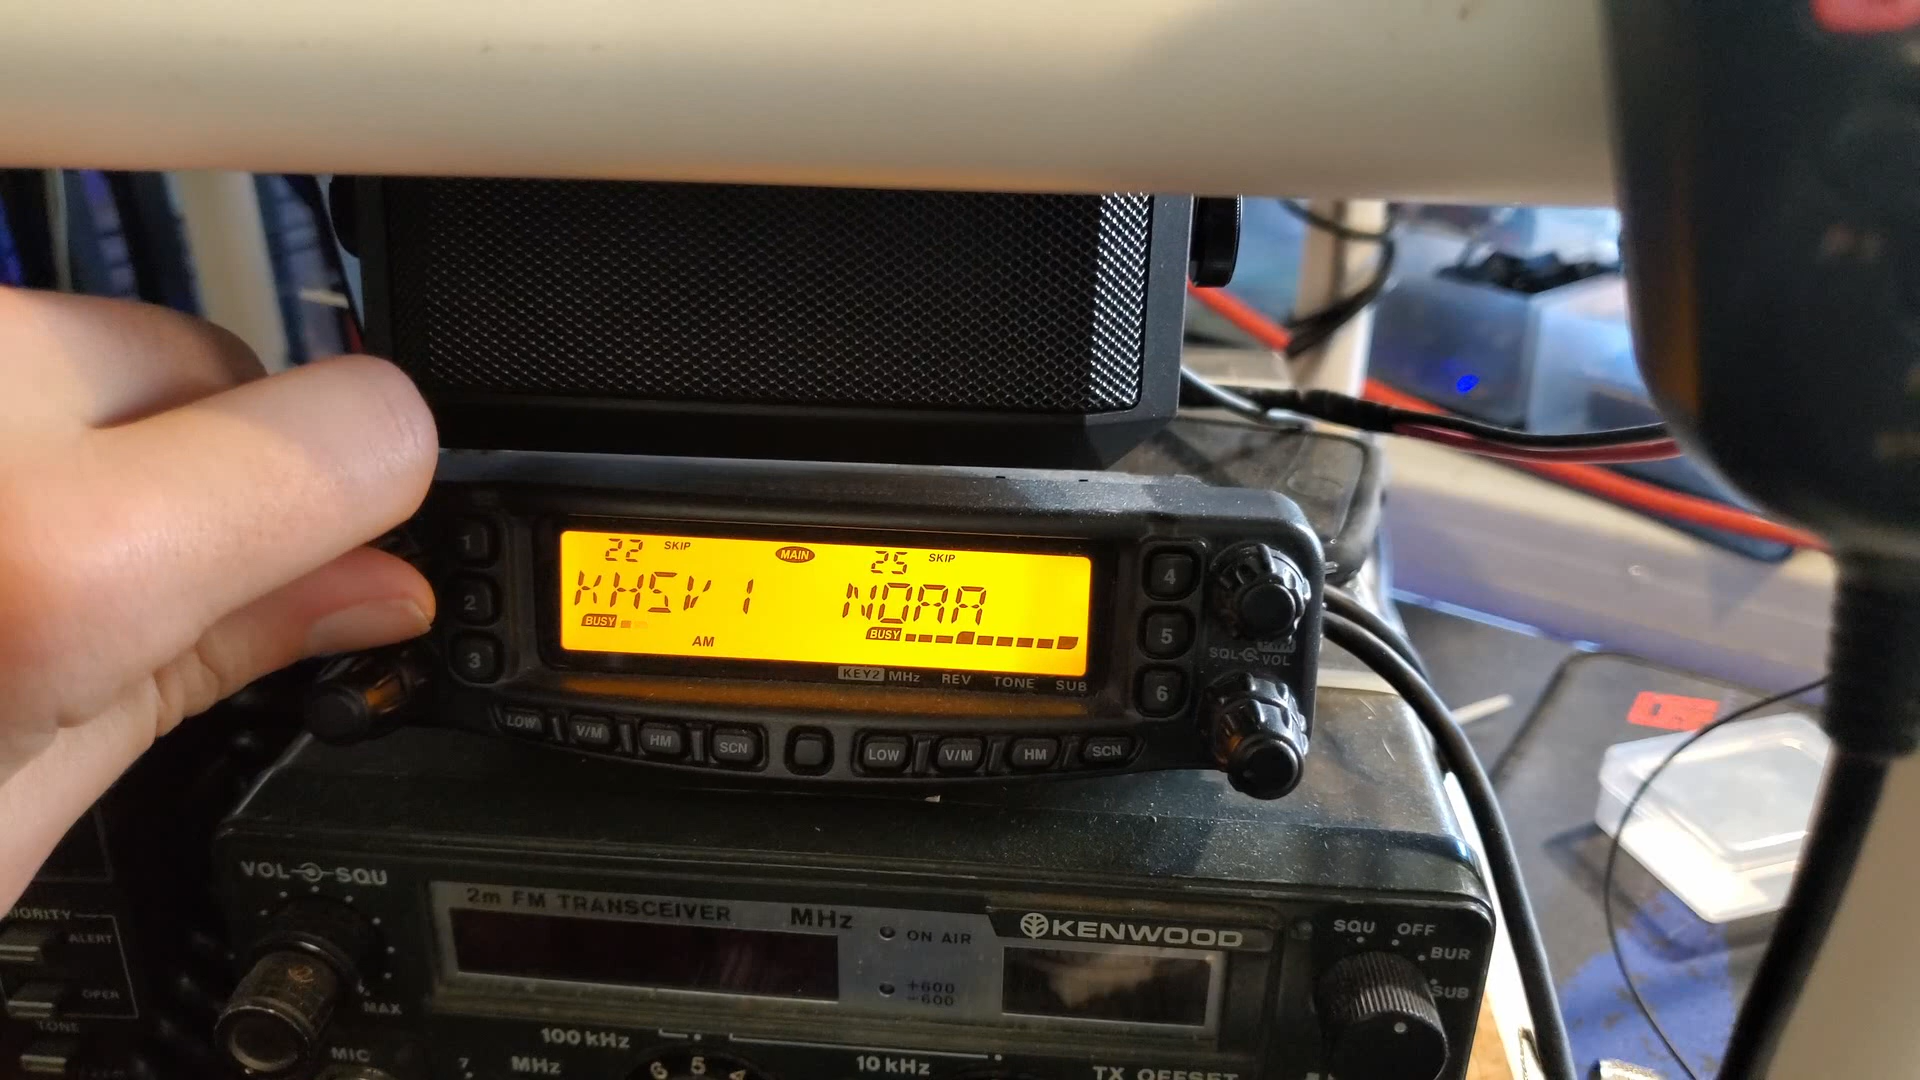 1
2
3
22 SKIP MAIN 25 SKIP
KHSV 1 NOAA
BUSY BUSY
AM
KEY2 MHz REV TONE SUB
4
5
6
SQL VOL
LOW V/M HM SCN LOW V/M HM SCN
VOL SQU
MAX
2m FM TRANSCEIVER MHz
ON AIR
+600
-600
KENWOOD
SQU OFF
BUR
SUB
ALERT
OPER
TONE
MIC
100 kHz
MHz
5
10 kHz
TX OFFSET